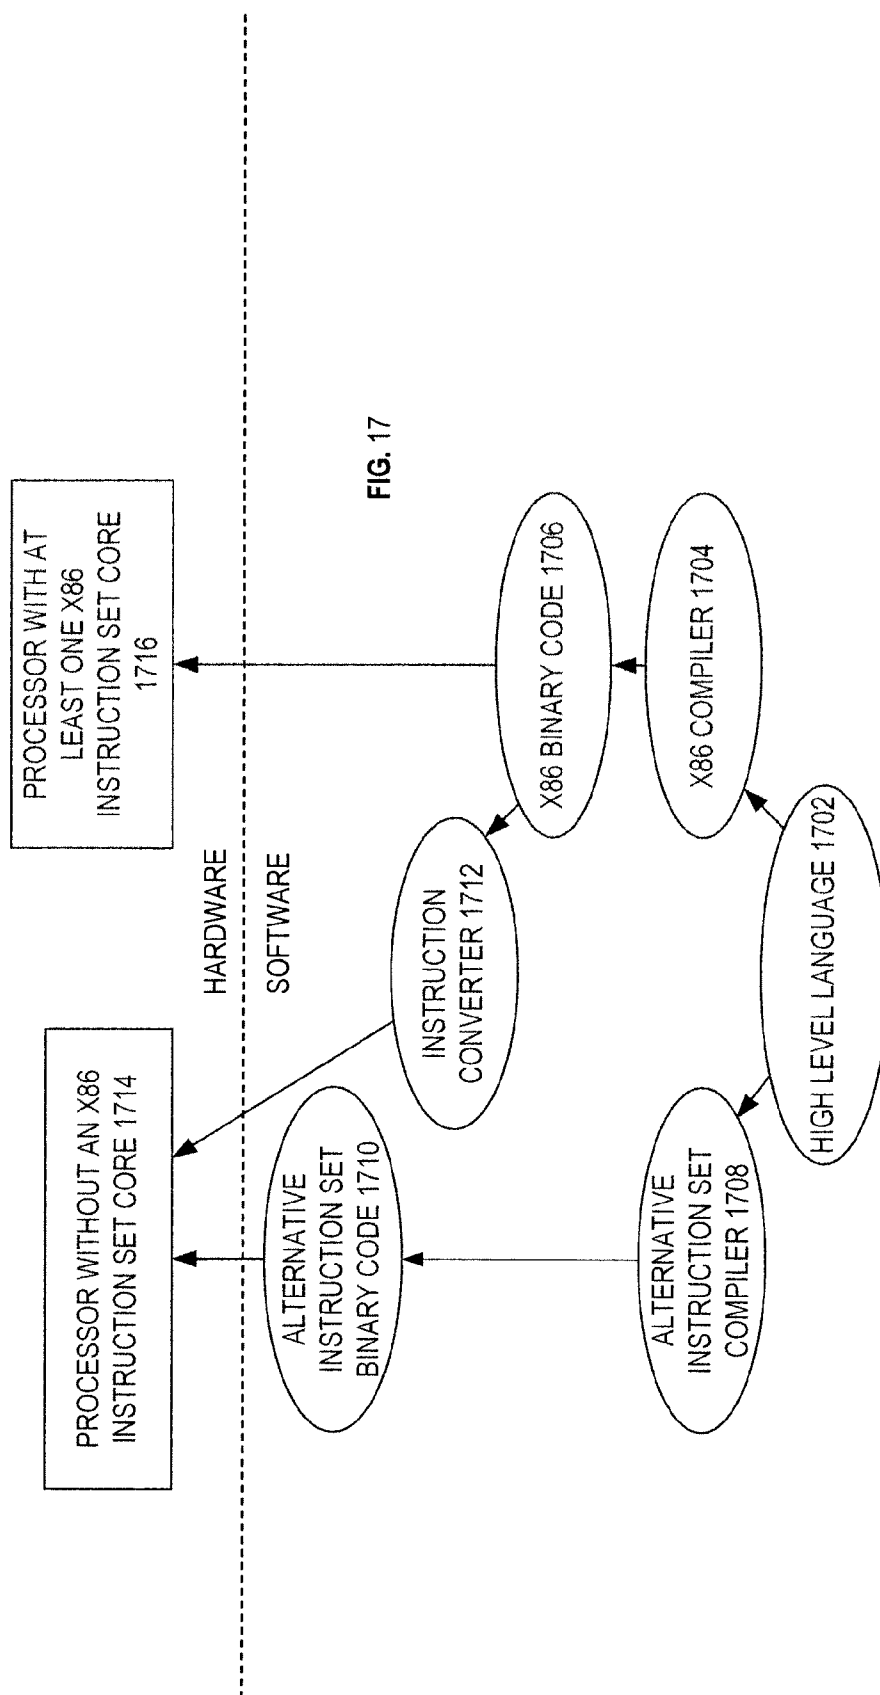 PROCESSOR WITHOUT AN X86
INSTRUCTION SET CORE 1714
PROCESSOR WITH AT
LEAST ONE X86
INSTRUCTION SET CORE
1716
HARDWARE
SOFTWARE
ALTERNATIVE
INSTRUCTION SET
BINARY CODE 1710
INSTRUCTION
CONVERTER 1712
FIG. 17
X86 BINARY CODE 1706
ALTERNATIVE
INSTRUCTION SET
COMPILER 1708
X86 COMPILER 1704
HIGH LEVEL LANGUAGE 1702